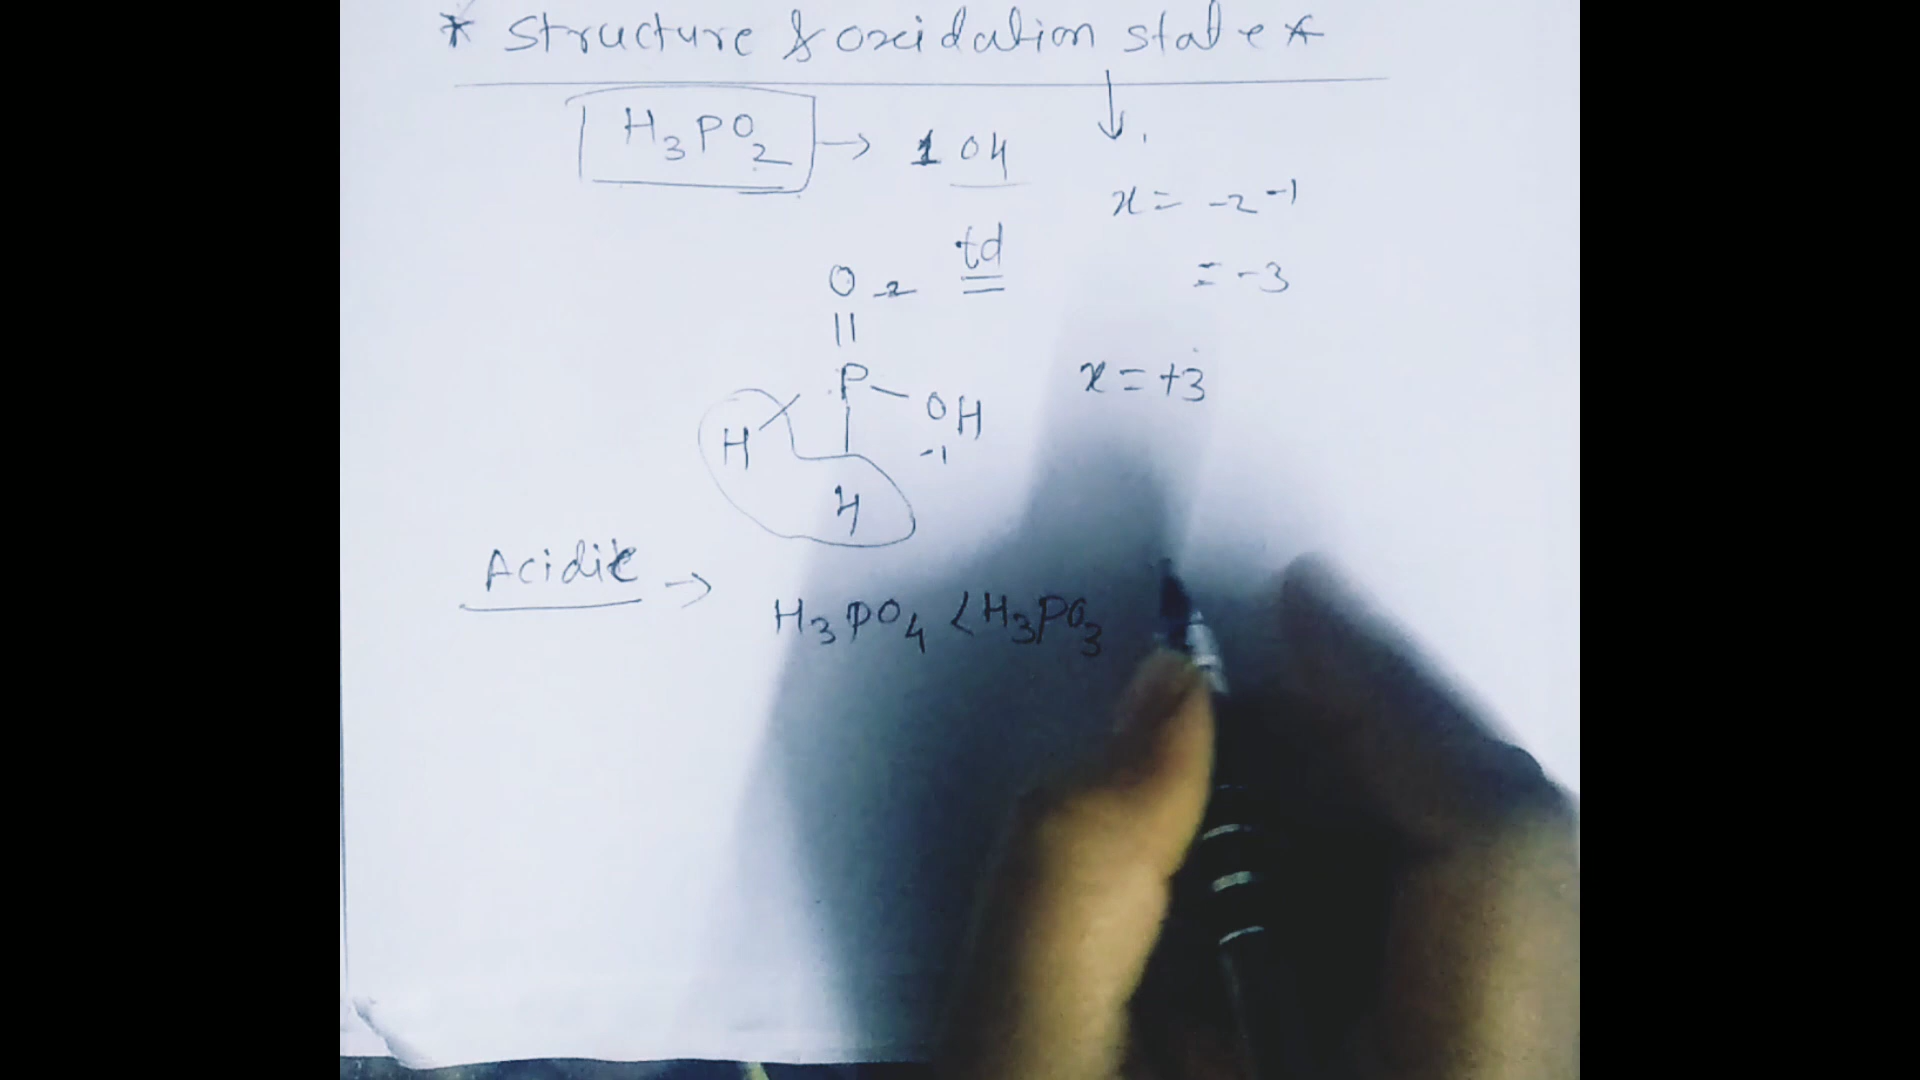 * Structure & oxidation state *
H3PO2 → 1 OH
x = -2 -1
td
= -3
O -2
||
P
x = +3
H
OH
-1
H
Acidic →
H3PO4 < H3PO3